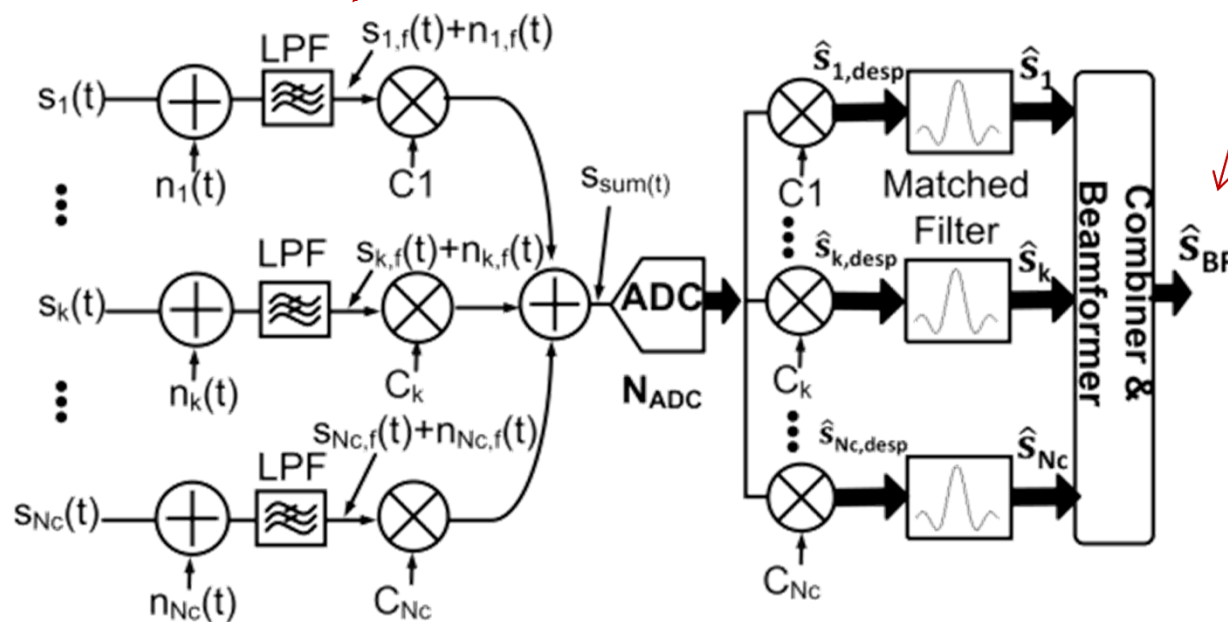 LPF
s1,f(t)+n1,f(t)
s1(t)
n1(t)
C1
LPF
sk,f(t)+nk,f(t)
sk(t)
nk(t)
Ck
LPF
sNc,f(t)+nNc,f(t)
sNc(t)
nNc(t)
CNc
ssum(t)
ADC
NADC
C1
ŝ1,desp
ŝ1
Matched
Filter
Ck
ŝk,desp
ŝk
CNc
ŝNc,desp
ŝNc
Combiner &
Beamformer
ŝBF